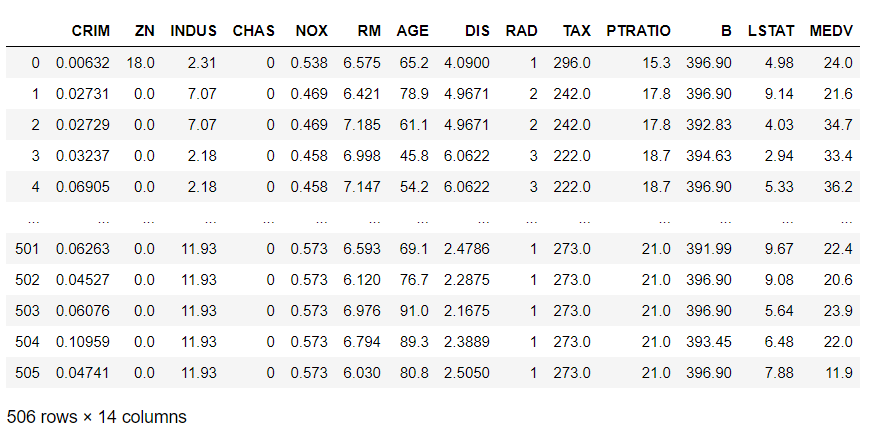 CRIM ZN INDUS CHAS NOX RM AGE DIS RAD TAX PTRATIO B LSTAT MEDV
0 0.00632 18.0 2.31 0 0.538 6.575 65.2 4.0900 1 296.0 15.3 396.90 4.98 24.0
1 0.02731 0.0 7.07 0 0.469 6.421 78.9 4.9671 2 242.0 17.8 396.90 9.14 21.6
2 0.02729 0.0 7.07 0 0.469 7.185 61.1 4.9671 2 242.0 17.8 392.83 4.03 34.7
3 0.03237 0.0 2.18 0 0.458 6.998 45.8 6.0622 3 222.0 18.7 394.63 2.94 33.4
4 0.06905 0.0 2.18 0 0.458 7.147 54.2 6.0622 3 222.0 18.7 396.90 5.33 36.2
... ... ... ... ... ... ... ... ... ... ... ... ... ... ...
501 0.06263 0.0 11.93 0 0.573 6.593 69.1 2.4786 1 273.0 21.0 391.99 9.67 22.4
502 0.04527 0.0 11.93 0 0.573 6.120 76.7 2.2875 1 273.0 21.0 396.90 9.08 20.6
503 0.06076 0.0 11.93 0 0.573 6.976 91.0 2.1675 1 273.0 21.0 396.90 5.64 23.9
504 0.10959 0.0 11.93 0 0.573 6.794 89.3 2.3889 1 273.0 21.0 393.45 6.48 22.0
505 0.04741 0.0 11.93 0 0.573 6.030 80.8 2.5050 1 273.0 21.0 396.90 7.88 11.9
506 rows × 14 columns